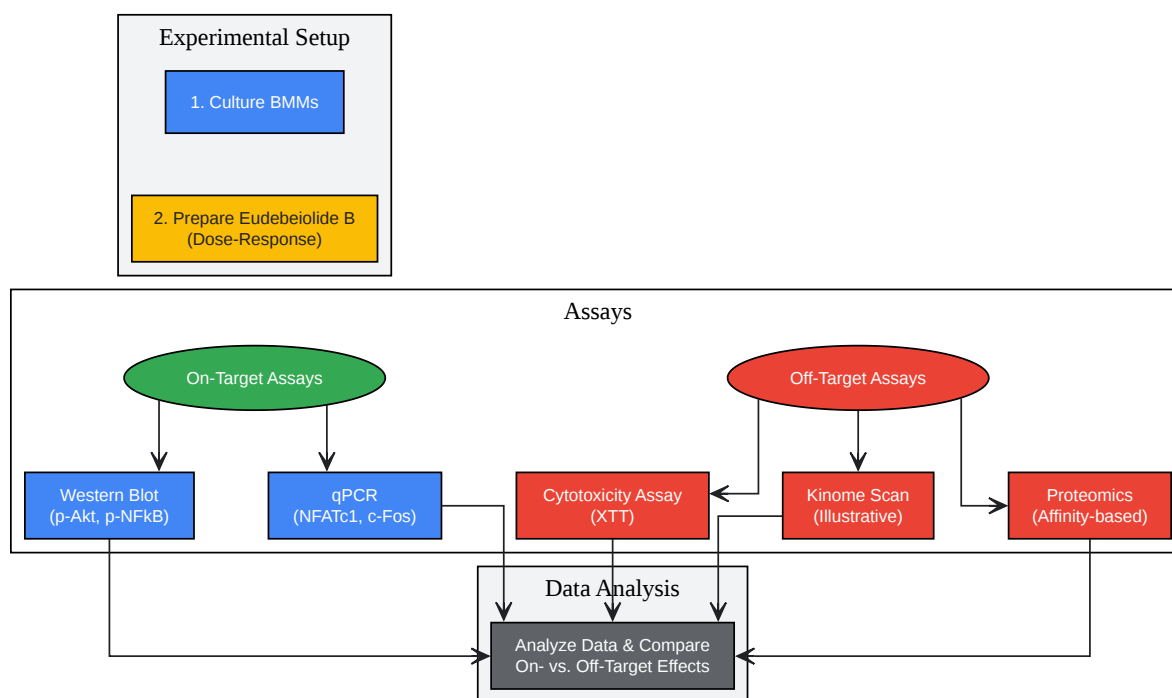 Experimental Setup
1. Culture BMMs
2. Prepare Eudebeiolide B
(Dose-Response)
Assays
On-Target Assays
Off-Target Assays
Western Blot
(p-Akt, p-NFkB)
qPCR
(NFATc1, c-Fos)
Cytotoxicity Assay
(XTT)
Kinome Scan
(Illustrative)
Proteomics
(Affinity-based)
Data Analysis
Analyze Data & Compare
On- vs. Off-Target Effects